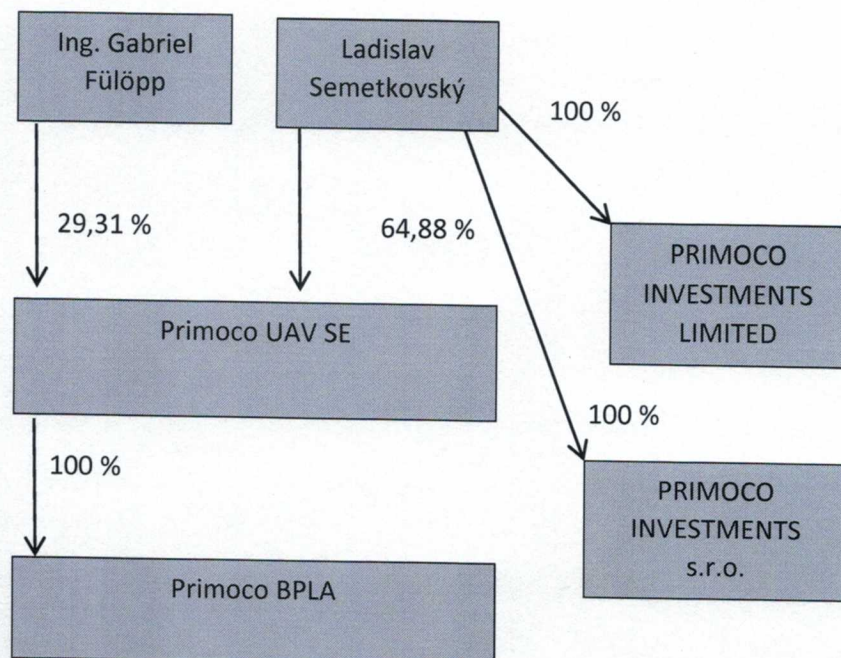 Ing. Gabriel
Fülöpp
Ladislav
Semetkovský
100 %
29,31 %
64,88 %
PRIMOCO
INVESTMENTS
LIMITED
Primoco UAV SE
100 %
100 %
PRIMOCO
INVESTMENTS
s.r.o.
Primoco BPLA